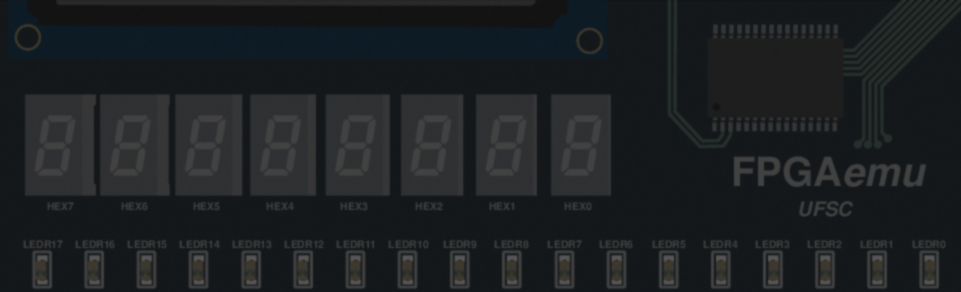 FPGAemu
UFSC
HEX7 HEX6 HEX5 HEX4 HEX3 HEX2 HEX1 HEX0
LEDR17 LEDR16 LEDR15 LEDR14 LEDR13 LEDR12 LEDR11 LEDR10 LEDR9 LEDR8 LEDR7 LEDR6 LEDR5 LEDR4 LEDR3 LEDR2 LEDR1 LEDR0